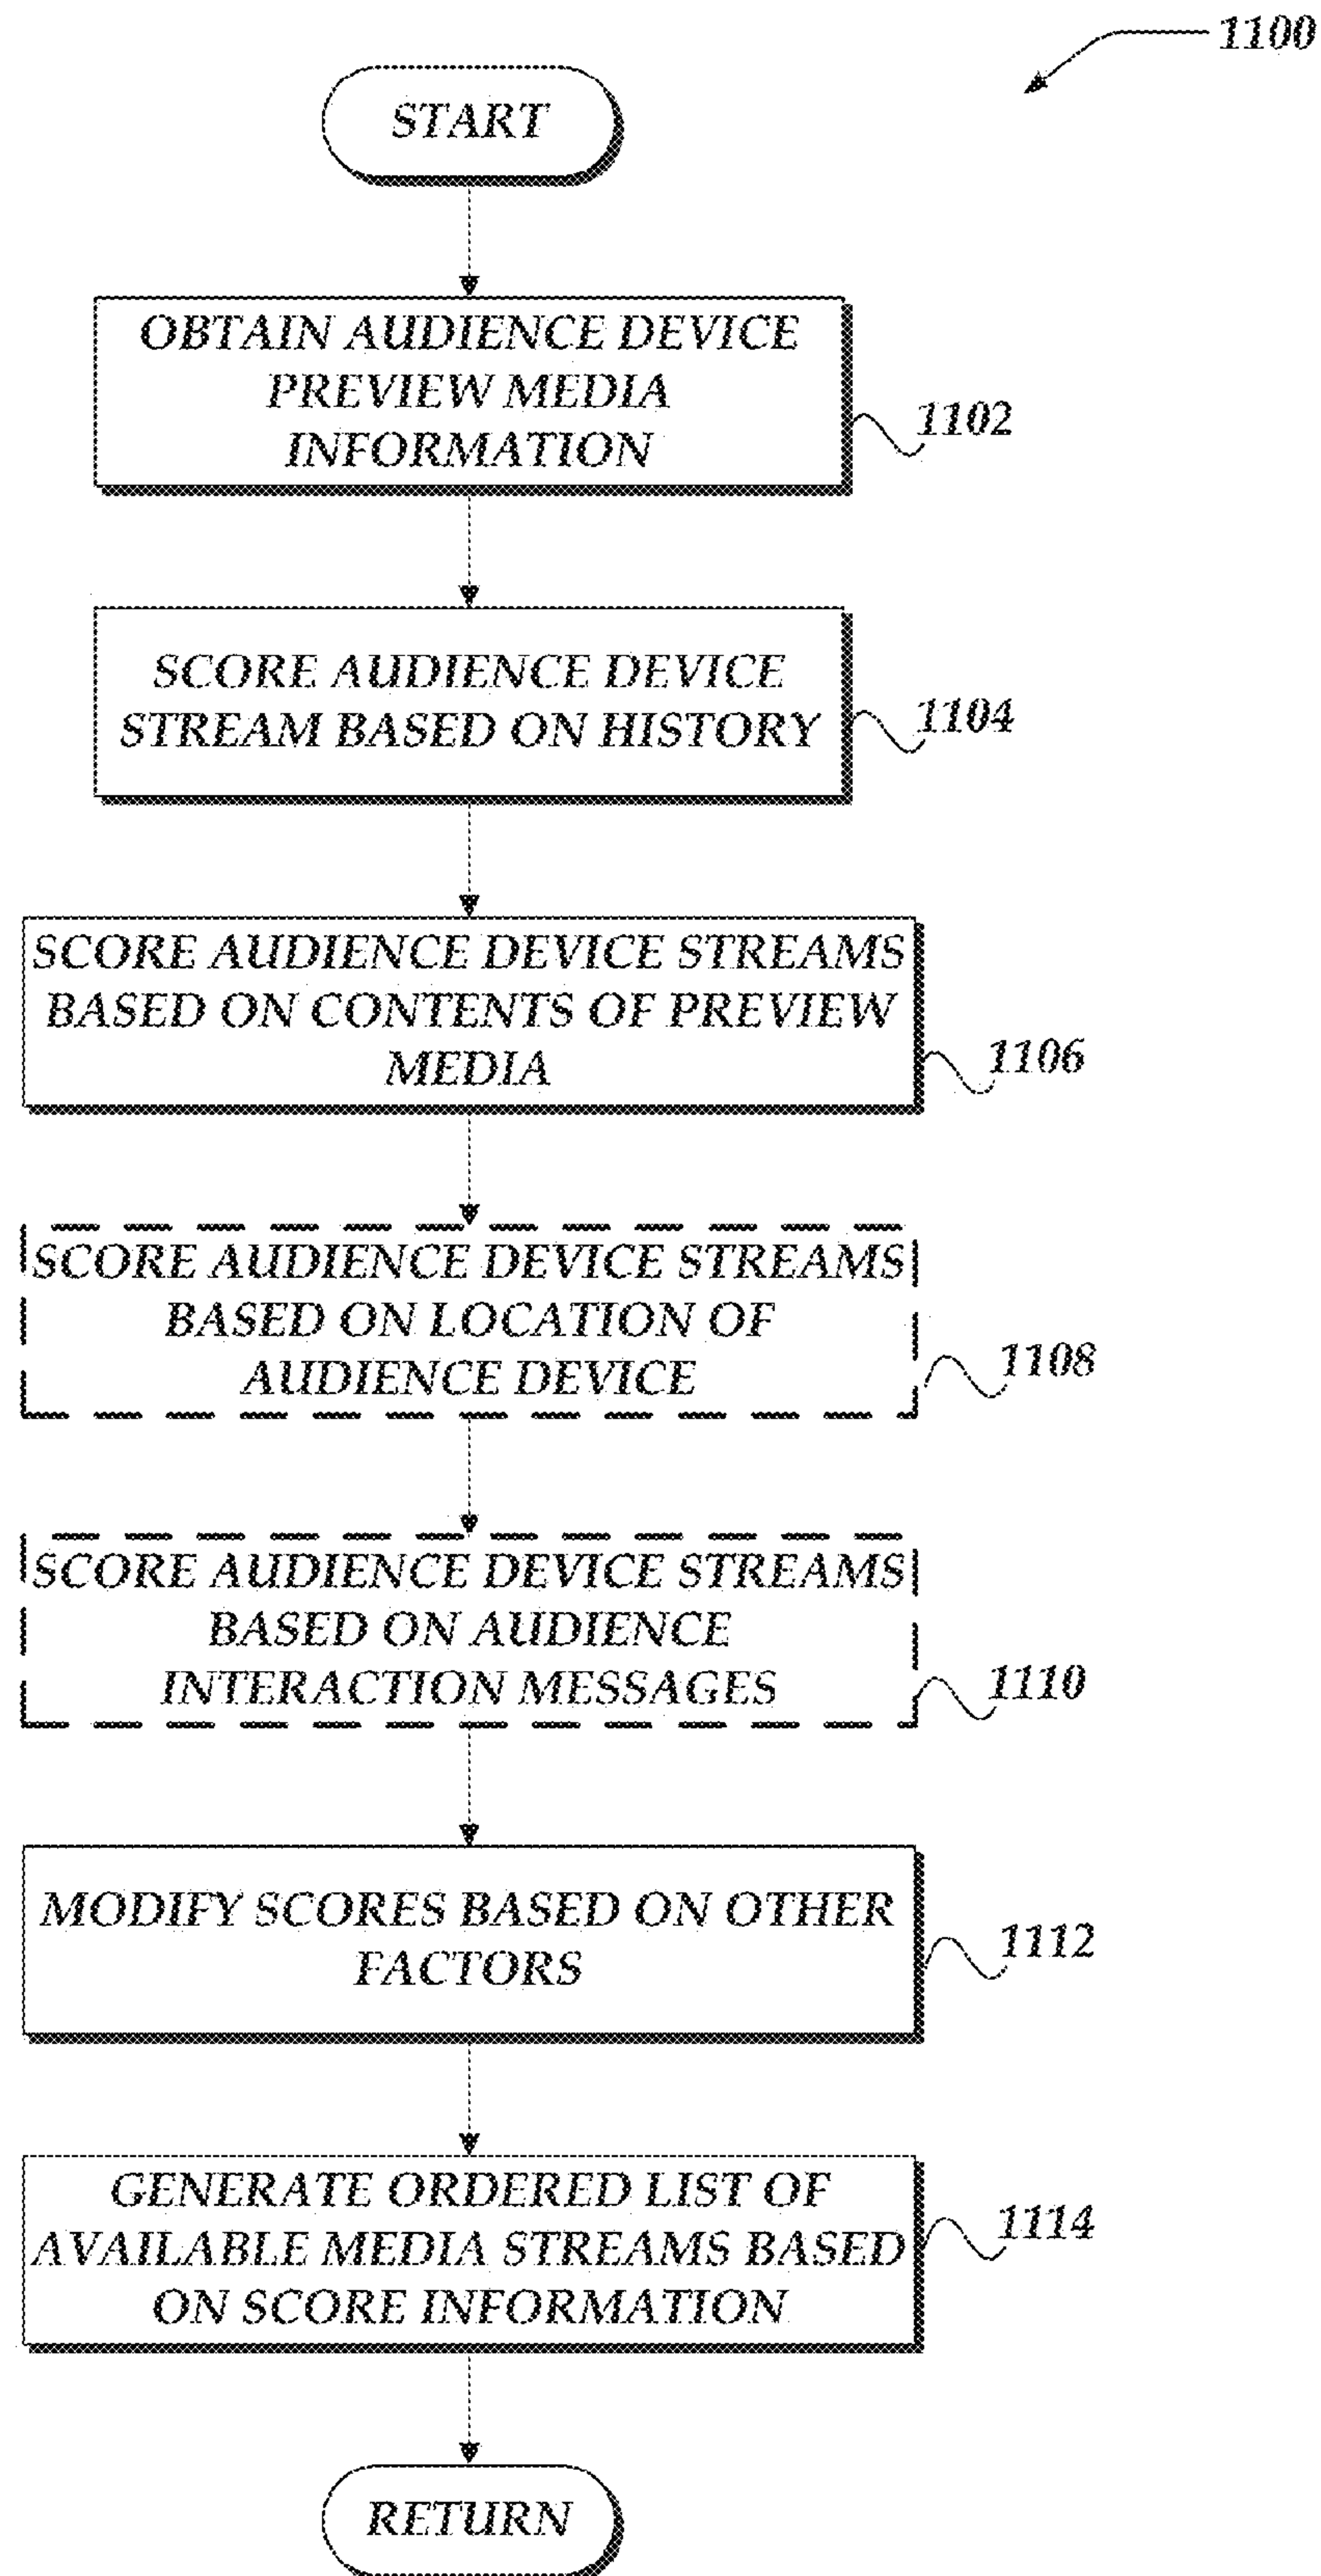 1100
START
OBTAIN AUDIENCE DEVICE
PREVIEW MEDIA
INFORMATION
1102
SCORE AUDIENCE DEVICE
STREAM BASED ON HISTORY
1104
SCORE AUDIENCE DEVICE STREAMS
BASED ON CONTENTS OF PREVIEW
MEDIA
1106
SCORE AUDIENCE DEVICE STREAMS
BASED ON LOCATION OF
AUDIENCE DEVICE
1108
SCORE AUDIENCE DEVICE STREAMS
BASED ON AUDIENCE
INTERACTION MESSAGES
1110
MODIFY SCORES BASED ON OTHER
FACTORS
1112
GENERATE ORDERED LIST OF
AVAILABLE MEDIA STREAMS BASED
ON SCORE INFORMATION
1114
RETURN